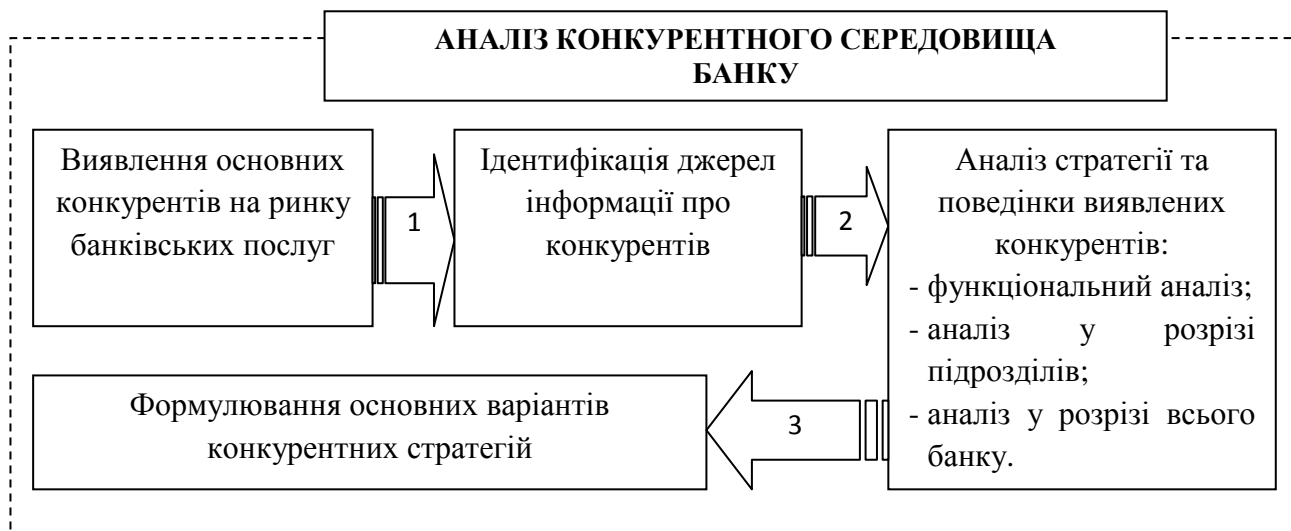 АНАЛІЗ КОНКУРЕНТНОГО СЕРЕДОВИЩА
БАНКУ
Виявлення основних
конкурентів на ринку
банківських послуг
1
Ідентифікація джерел
інформації про
конкурентів
2
Аналіз стратегії та
поведінки виявлених
конкурентів:
- функціональний аналіз;
- аналіз у розрізі
підрозділів;
- аналіз у розрізі всього
банку.
3
Формулювання основних варіантів
конкурентних стратегій